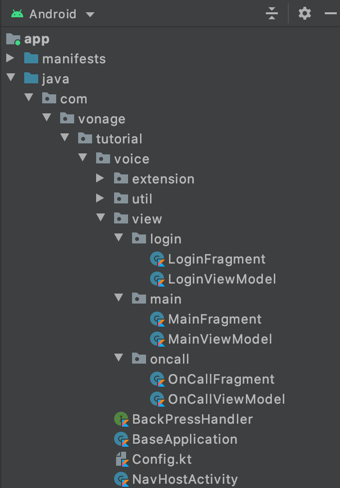 Android
app
manifests
java
com
vonage
tutorial
voice
extension
util
view
login
LoginFragment
LoginViewModel
main
MainFragment
MainViewModel
oncall
OnCallFragment
OnCallViewModel
BackPressHandler
BaseApplication
Config.kt
NavHostActivity